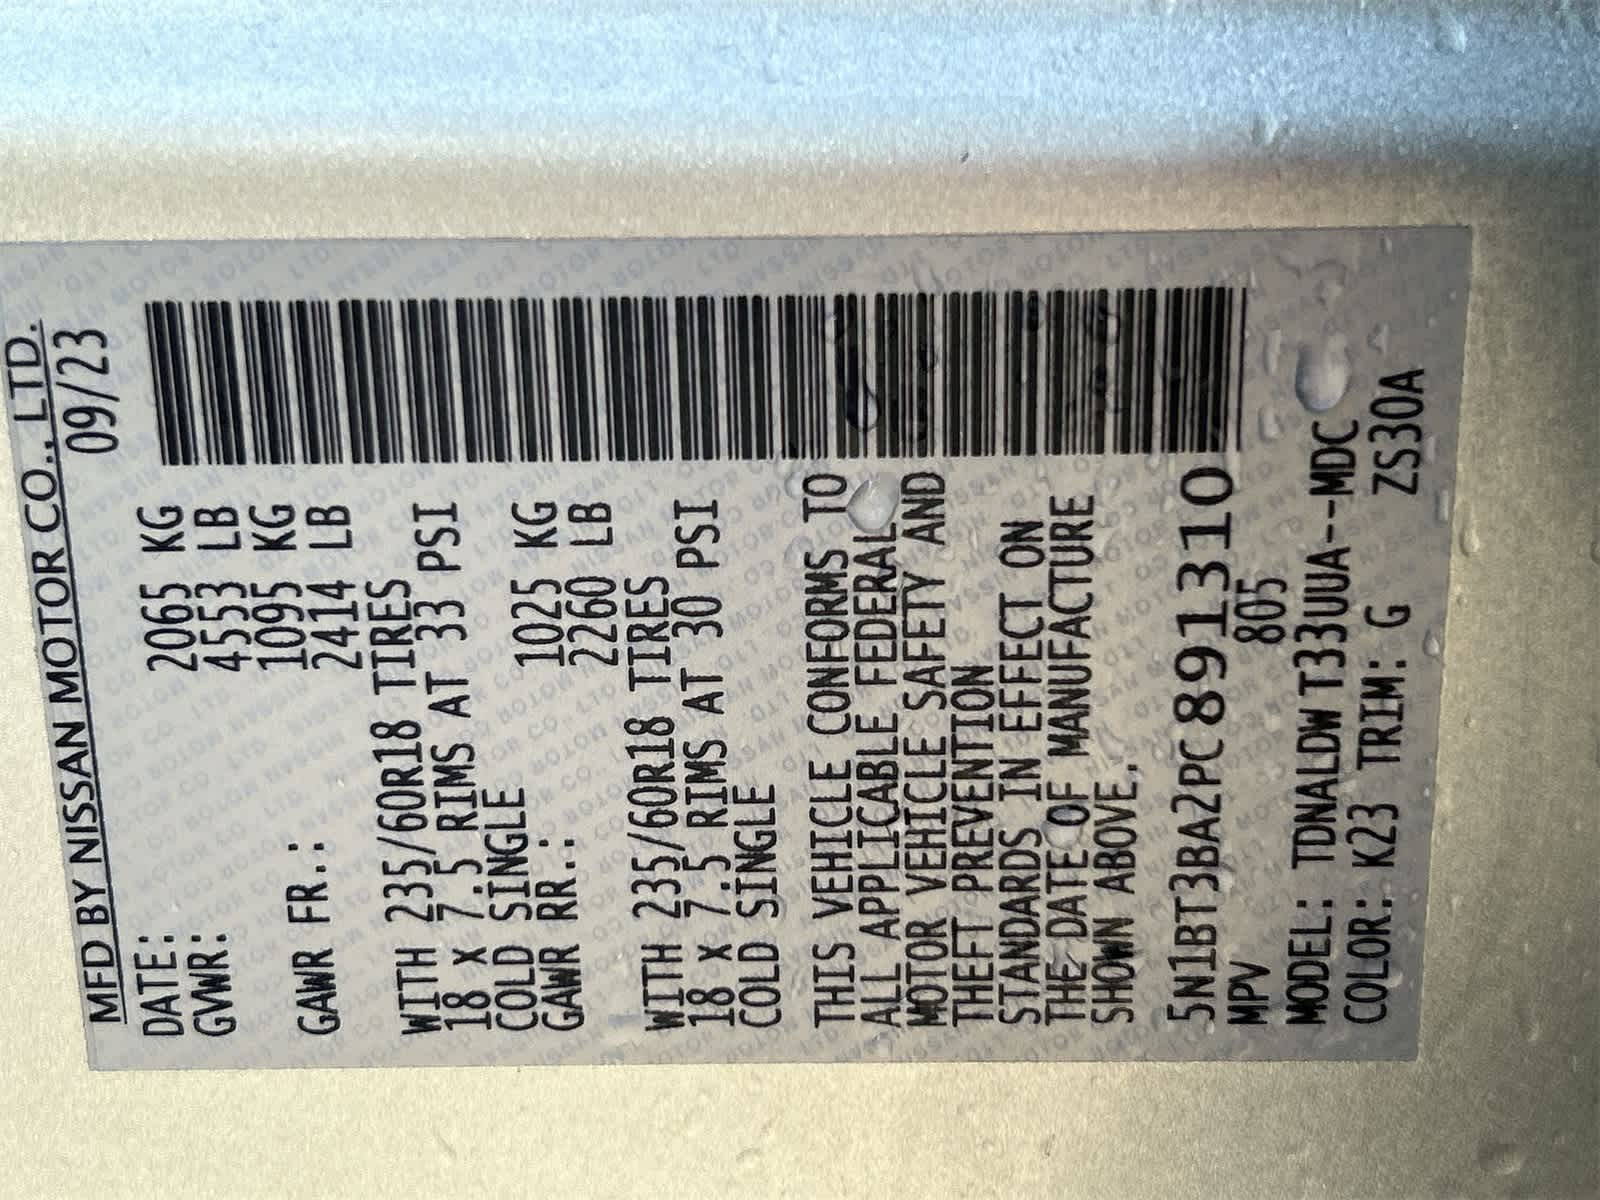 MFD BY NISSAN MOTOR CO., LTD.
DATE: 09/23
GVWR: 2065 KG
4553 LB
GAWR FR.: 1095 KG
2414 LB
WITH 235/60R18 TIRES
18 X 7.5 RIMS AT 33 PSI
COLD SINGLE
GAWR RR.: 1025 KG
2260 LB
WITH 235/60R18 TIRES
18 X 7.5 RIMS AT 30 PSI
COLD SINGLE
THIS VEHICLE CONFORMS TO
ALL APPLICABLE FEDERAL
MOTOR VEHICLE SAFETY AND
THEFT PREVENTION
STANDARDS IN EFFECT ON
THE DATE OF MANUFACTURE
SHOWN ABOVE.
5N1BT3BA2PC891310
MPV 805
MODEL: TDNALDWT33UUA--MDC
COLOR: K23 TRIM: G ZS30A